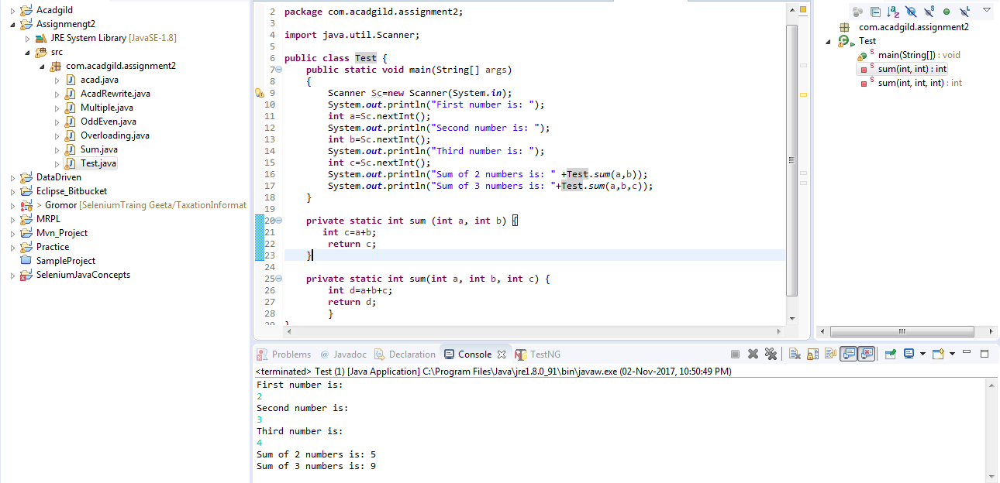 Acadgild
Assignmengt2
JRE System Library [JavaSE-1.8]
src
com.acadgild.assignment2
acad.java
AcadRewrite.java
Multiple.java
OddEven.java
Overloading.java
Sum.java
Test.java
DataDriven
Eclipse_Bitbucket
> Gromor [SeleniumTraing Geeta/TaxationInformat
MRPL
Mvn_Project
Practice
SampleProject
SeleniumJavaConcepts
2 package com.acadgild.assignment2;
3
4 import java.util.Scanner;
5
6 public class Test {
7 public static void main(String[] args)
8 {
9 Scanner Sc=new Scanner(System.in);
10 System.out.println("First number is: ");
11 int a=Sc.nextInt();
12 System.out.println("Second number is: ");
13 int b=Sc.nextInt();
14 System.out.println("Third number is: ");
15 int c=Sc.nextInt();
16 System.out.println("Sum of 2 numbers is: " +Test.sum(a,b));
17 System.out.println("Sum of 3 numbers is: "+Test.sum(a,b,c));
18 }
19
20 private static int sum (int a, int b) {
21 int c=a+b;
22 return c;
23 }
24
25 private static int sum(int a, int b, int c) {
26 int d=a+b+c;
27 return d;
28 }
29 }
com.acadgild.assignment2
Test
main(String[]) : void
sum(int, int) : int
sum(int, int, int) : int
Problems @ Javadoc Declaration Console TestNG
<terminated> Test (1) [Java Application] C:\Program Files\Java\jre1.8.0_91\bin\javaw.exe (02-Nov-2017, 10:50:49 PM)
First number is:
2
Second number is:
3
Third number is:
4
Sum of 2 numbers is: 5
Sum of 3 numbers is: 9